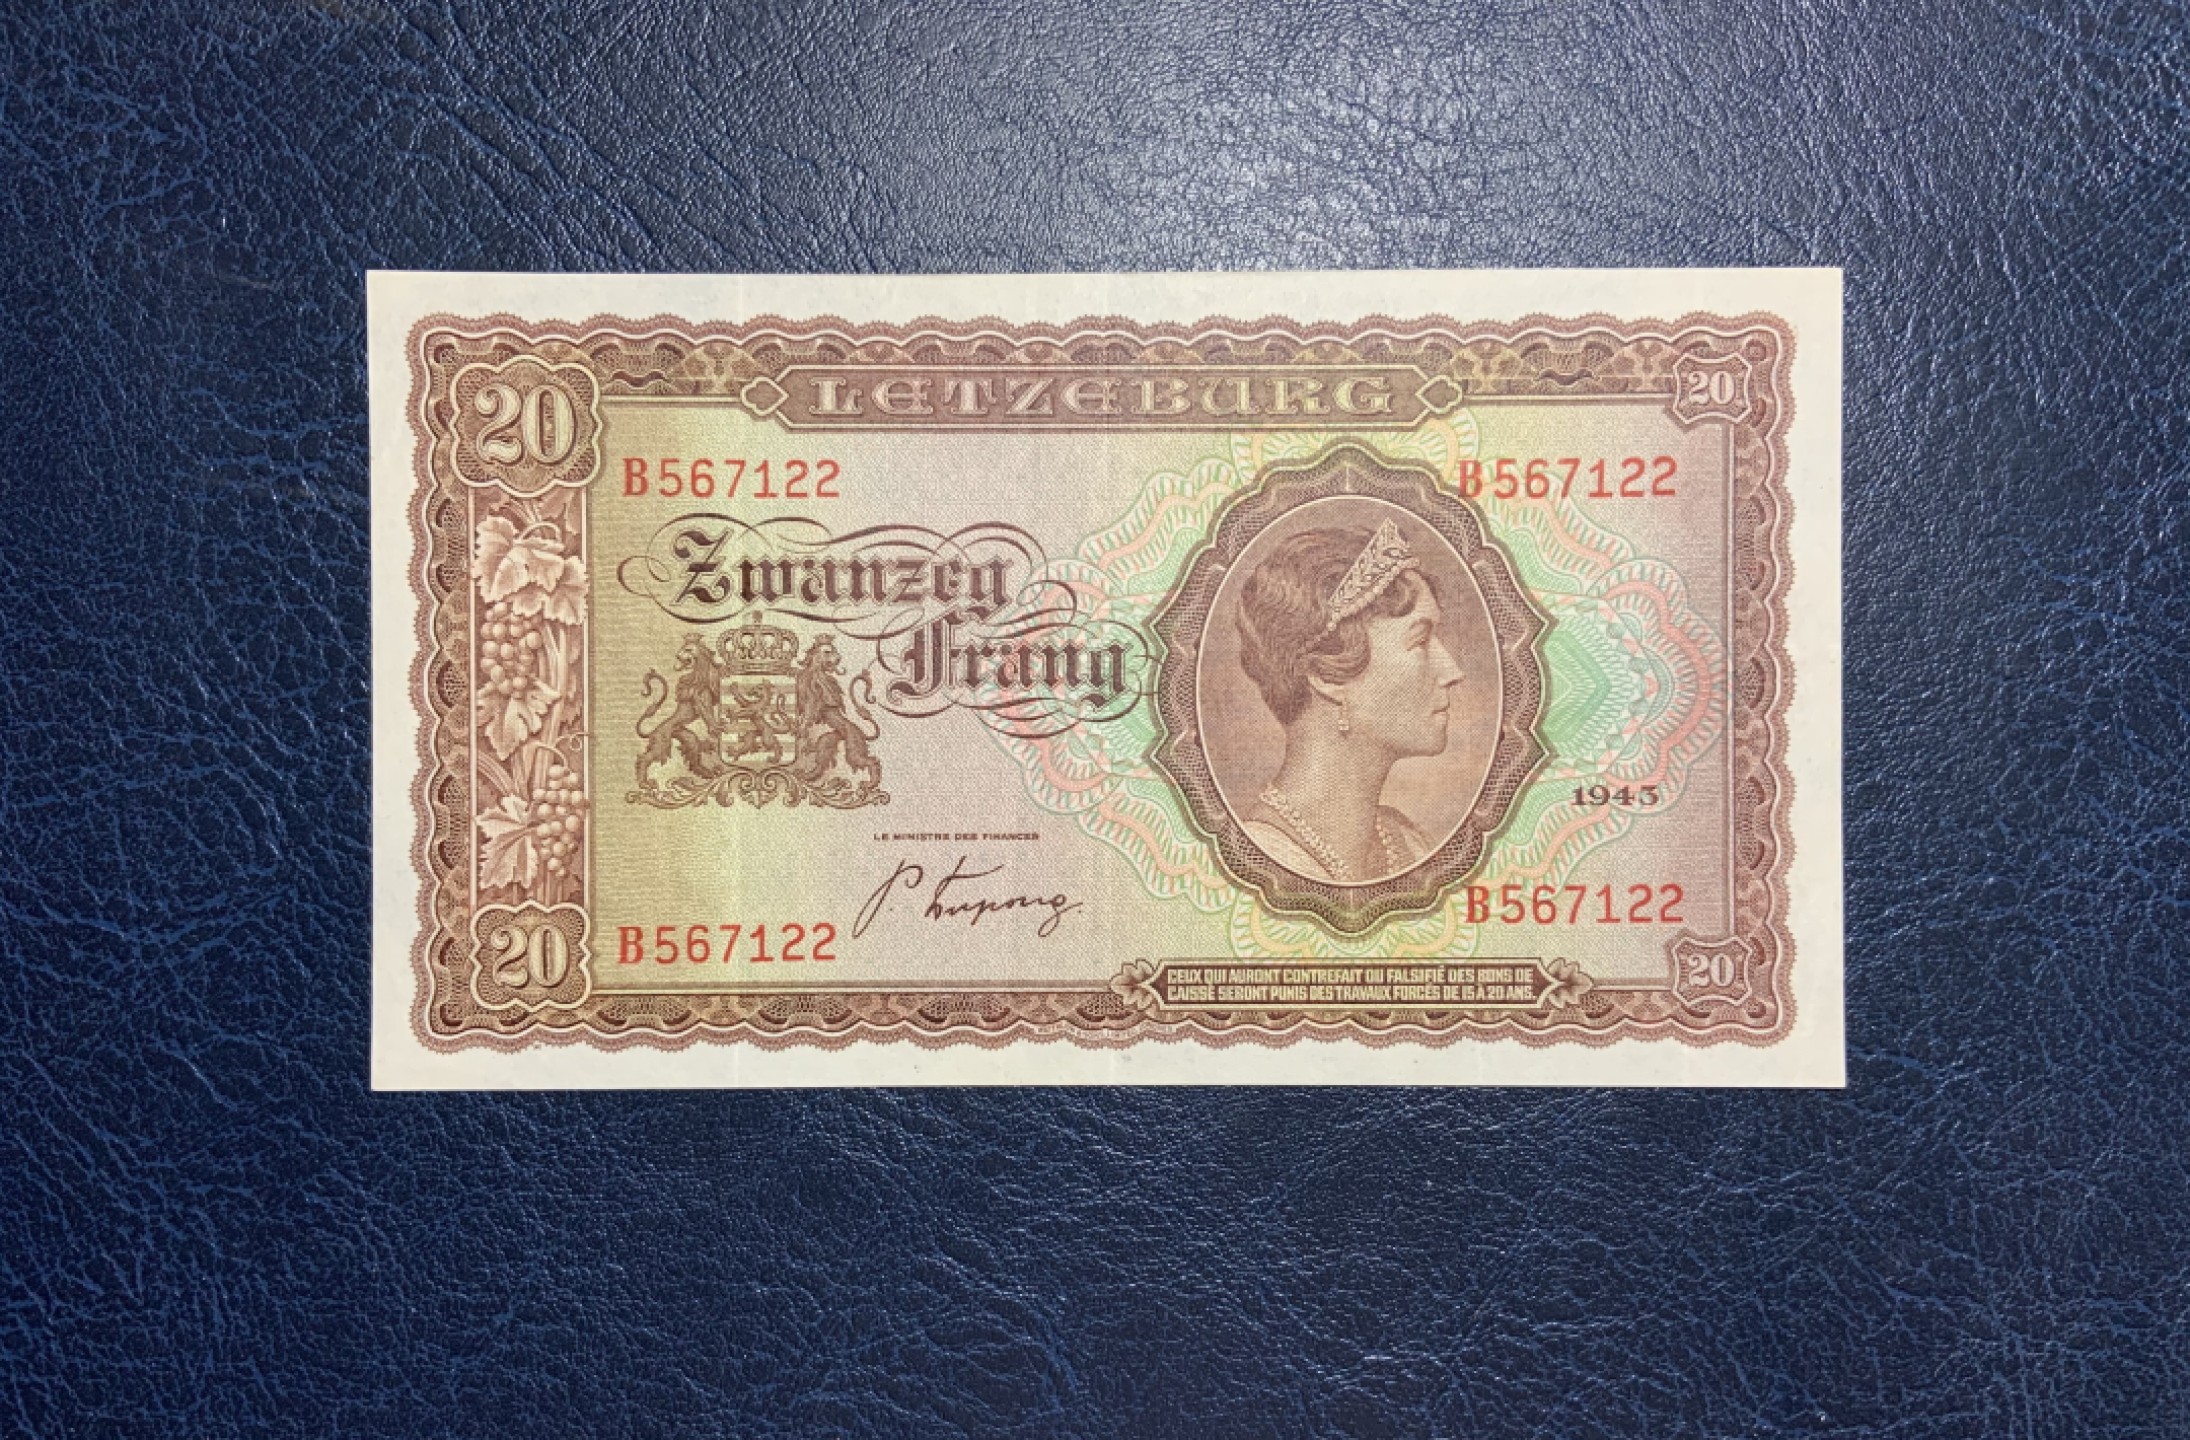 20
LETZEBURG
20
B567122
B567122
Zwanzeg
Frang
1943
LE MINISTRE DES FINANCES
P. Dupong.
B567122
B567122
20
CEUX QUI AURONT CONTREFAIT OU FALSIFIÉ DES BONS DE
CAISSE SERONT PUNIS DES TRAVAUX FORCÉS DE 15 À 20 ANS.
20